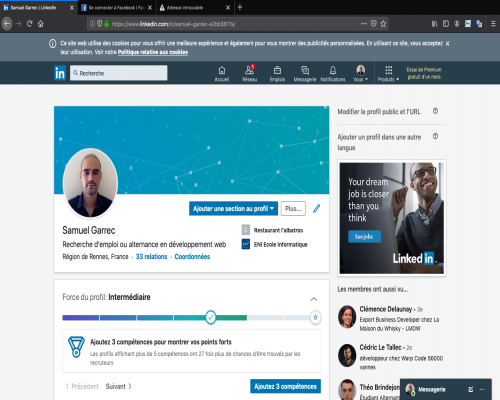 Samuel Garrec | LinkedIn
Se connecter à Facebook | Fac
Adresse introuvable
https://www.linkedin.com/in/samuel-garrec-a2bb3817a/
Ce site web utilise des cookies pour vous offrir une meilleure expérience et également pour vous montrer des publicités personnalisées. En utilisant ce site, vous acceptez
leur utilisation. Voir notre Politique relative aux cookies
in
Recherche
Accueil
Réseau
Emplois
Messagerie
Notifications
Vous
Produits
Essai de Premium
gratuit d'un mois
Ajouter une section au profil
Plus...
Samuel Garrec
Recherche d'emploi ou alternance en développement web
Région de Rennes, France · 33 relations · Coordonnées
Restaurant l'albatros
ENI Ecole Informatique
Force du profil: Intermédiaire
Ajoutez 3 compétences pour montrer vos points forts
Les profils affichant plus de 5 compétences ont 27 fois plus de chances d'être trouvés par les
recruteurs
Précédent
Suivant
Ajoutez 3 compétences
Modifier le profil public et l'URL
Ajouter un profil dans une autre
langue
Your dream
job is closer
than you
think
See jobs
Linked in
Les membres ont aussi vu...
Clémence Delaunay • 3e
Export Business Developer chez La
Maison du Whisky - LMDW
Cédric Le Tallec • 2e
développeur chez Warp Code 56000
vannes
Théo Brindejon
Étudiant Alternant
Messagerie